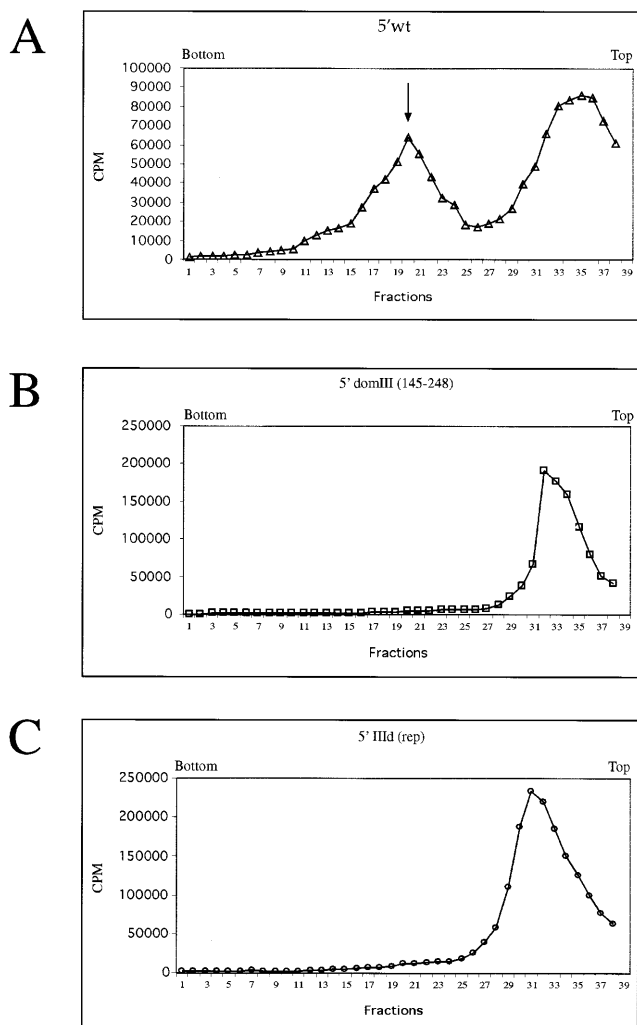 A
5'wt
Bottom Top
100000
90000
80000
70000
60000
50000
40000
30000
20000
10000
0
CPM
1 3 5 7 9 11 13 15 17 19 21 23 25 27 29 31 33 35 37 39
Fractions
B
5' domIII (145-248)
Bottom Top
250000
200000
150000
100000
50000
0
CPM
1 3 5 7 9 11 13 15 17 19 21 23 25 27 29 31 33 35 37 39
Fractions
C
5' IIId (rep)
Bottom Top
250000
200000
150000
100000
50000
0
CPM
1 3 5 7 9 11 13 15 17 19 21 23 25 27 29 31 33 35 37 39
Fractions